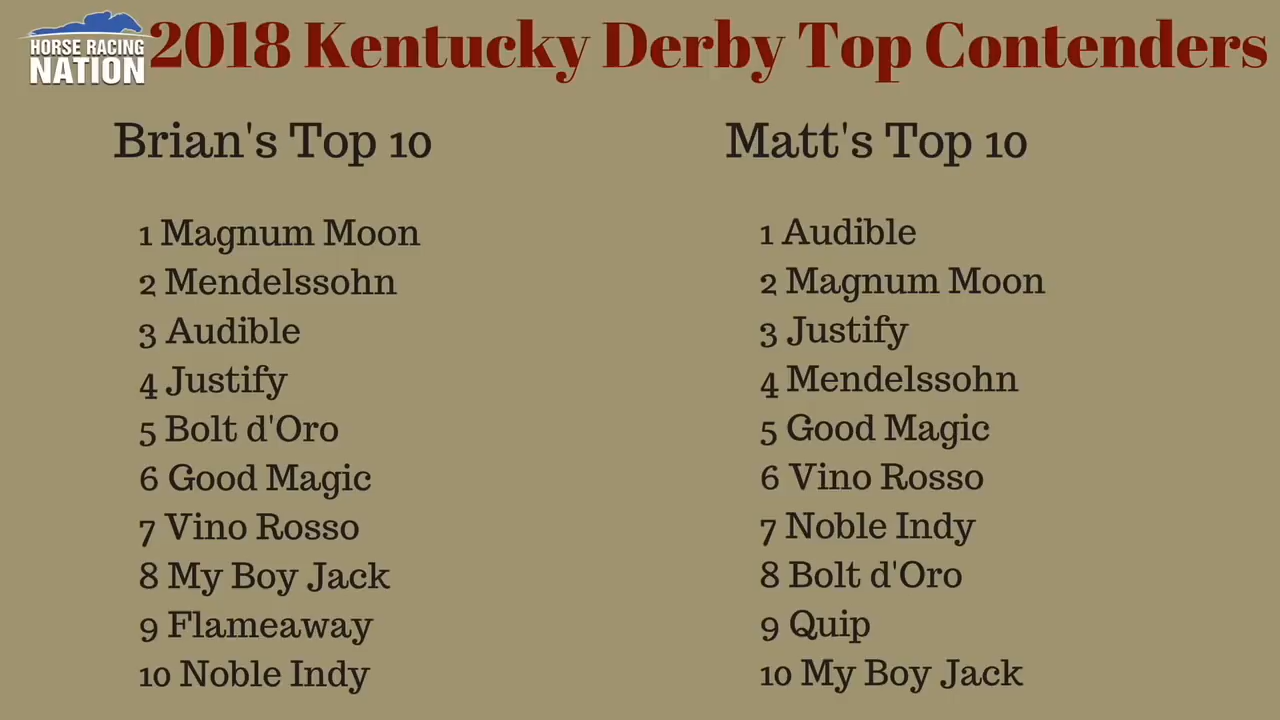 HORSE RACING
NATION
2018 Kentucky Derby Top Contenders
Brian's Top 10
1 Magnum Moon
2 Mendelssohn
3 Audible
4 Justify
5 Bolt d'Oro
6 Good Magic
7 Vino Rosso
8 My Boy Jack
9 Flameaway
10 Noble Indy
Matt's Top 10
1 Audible
2 Magnum Moon
3 Justify
4 Mendelssohn
5 Good Magic
6 Vino Rosso
7 Noble Indy
8 Bolt d'Oro
9 Quip
10 My Boy Jack